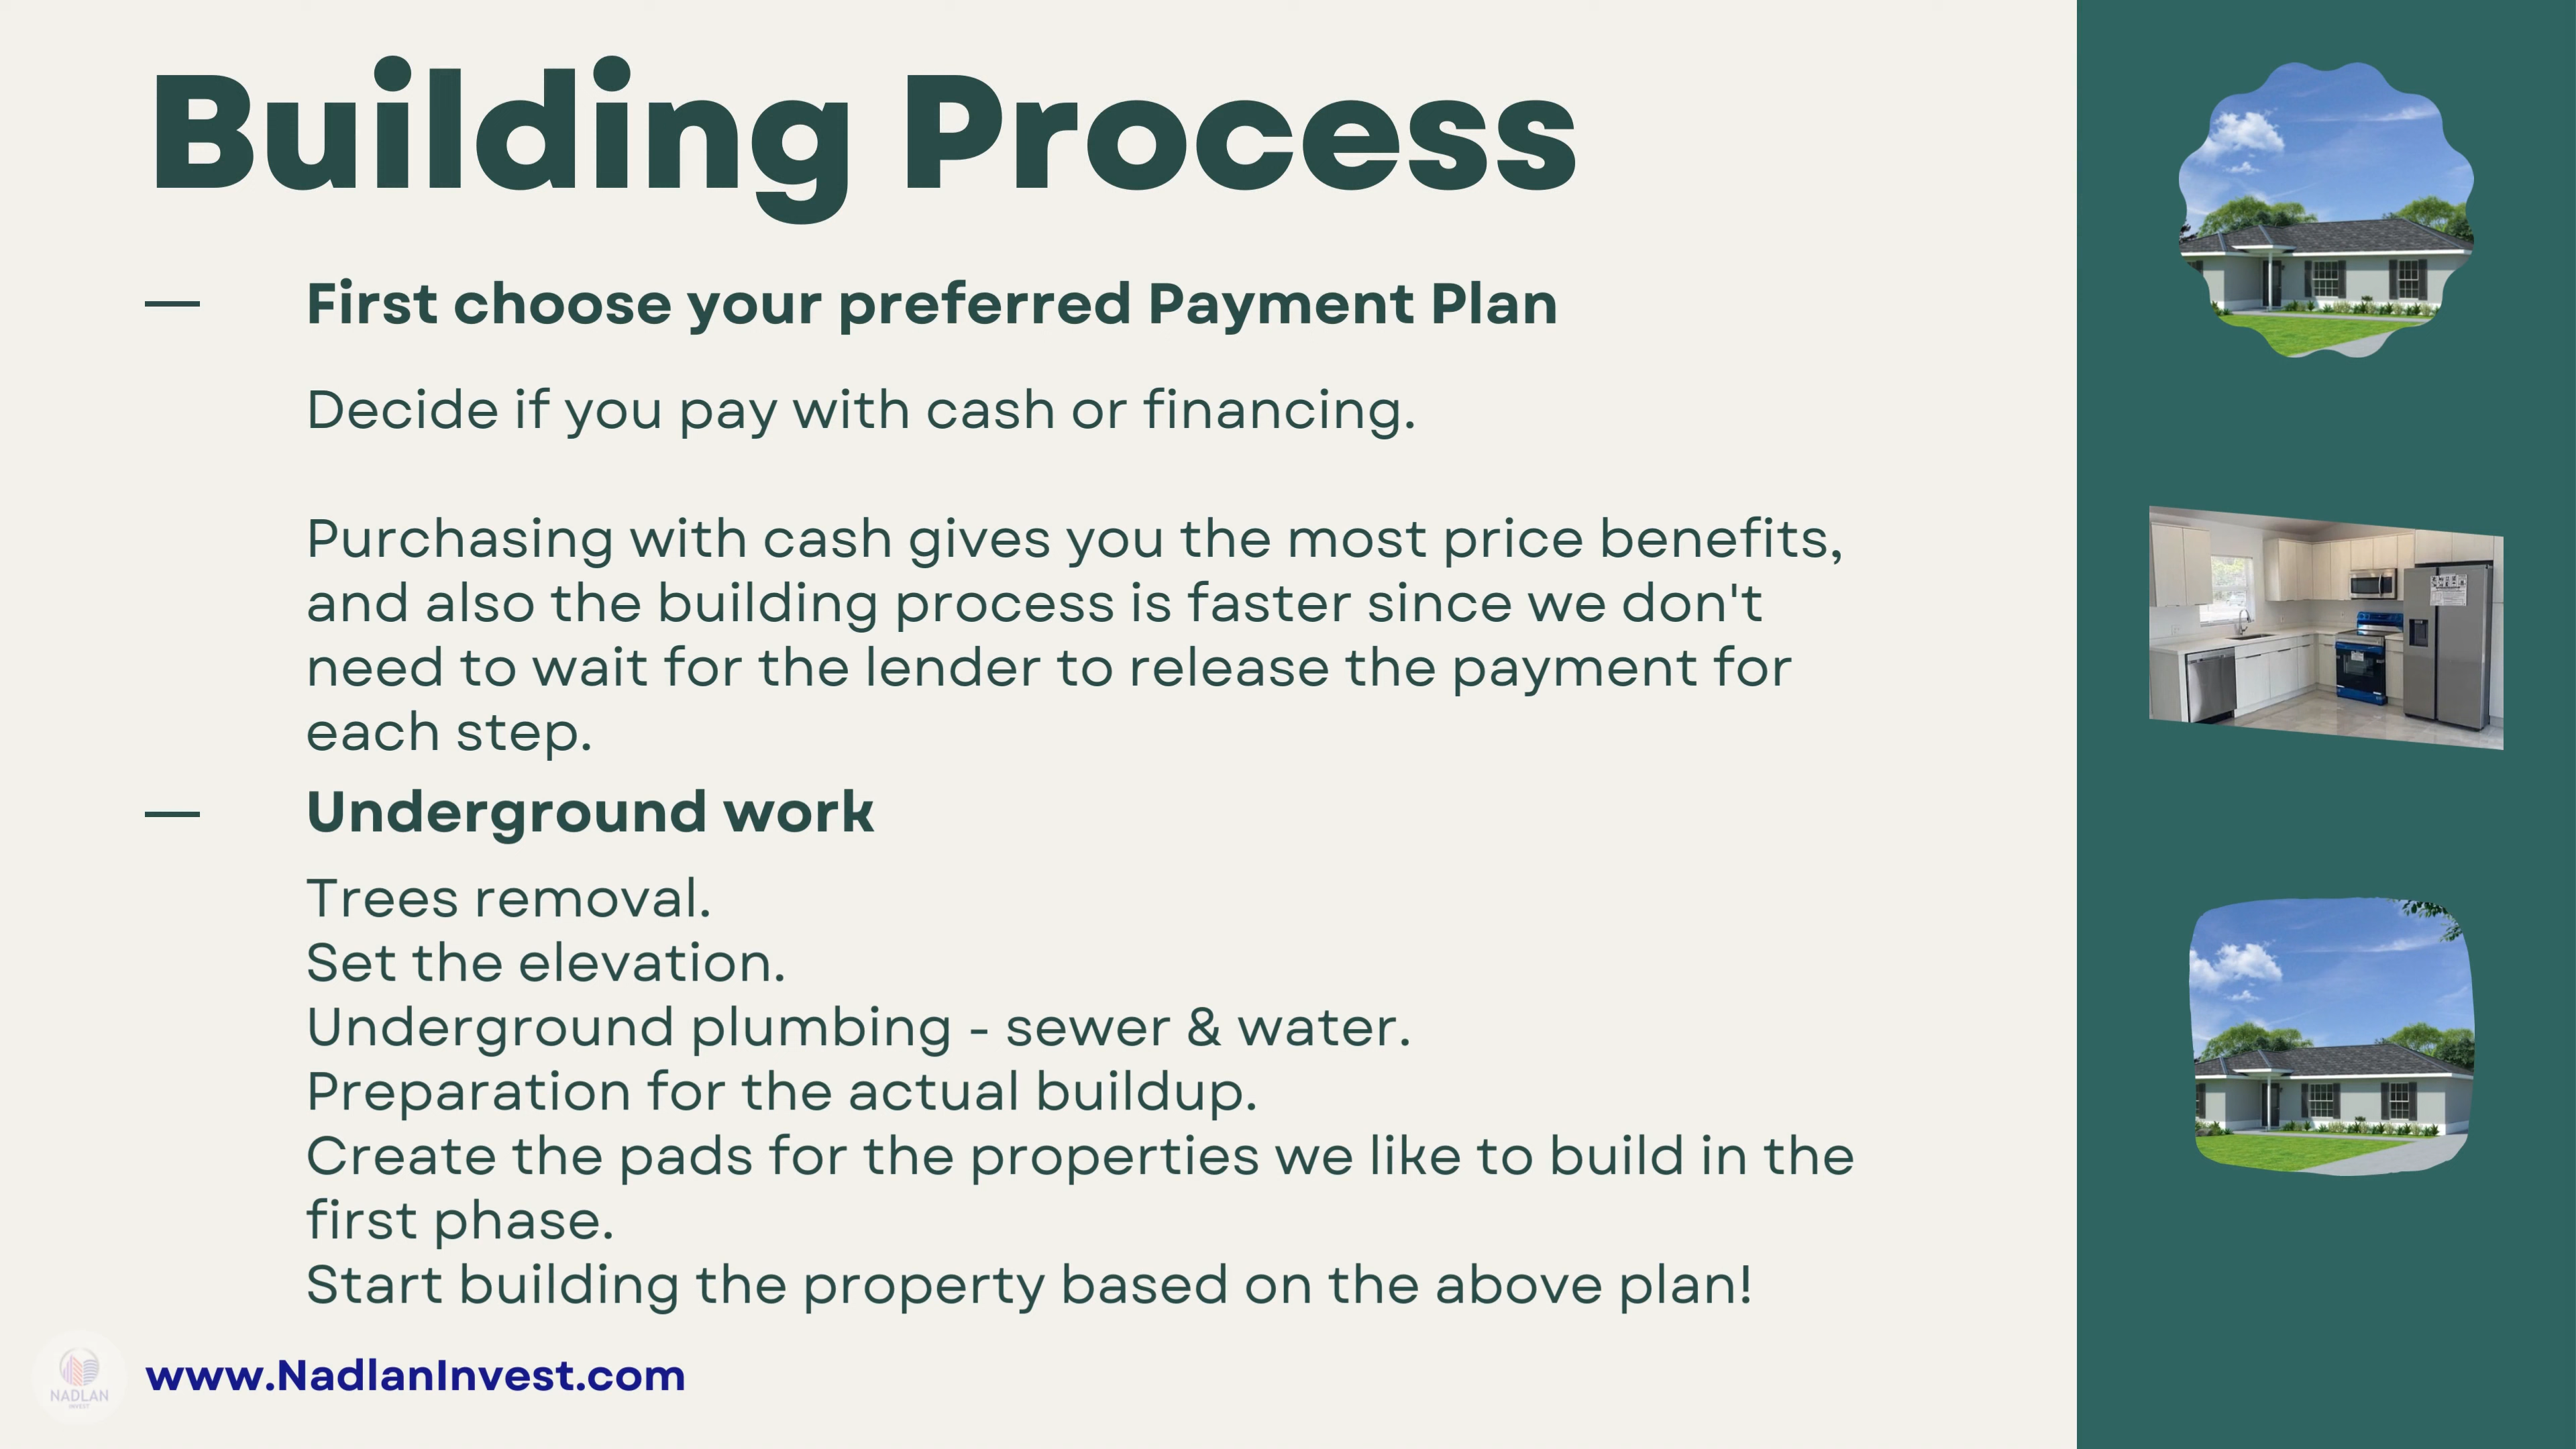 Building Process
— First choose your preferred Payment Plan
Decide if you pay with cash or financing.
Purchasing with cash gives you the most price benefits,
and also the building process is faster since we don't
need to wait for the lender to release the payment for
each step.
— Underground work
Trees removal.
Set the elevation.
Underground plumbing - sewer & water.
Preparation for the actual buildup.
Create the pads for the properties we like to build in the
first phase.
Start building the property based on the above plan!
NADLAN
INVEST
www.NadlanInvest.com